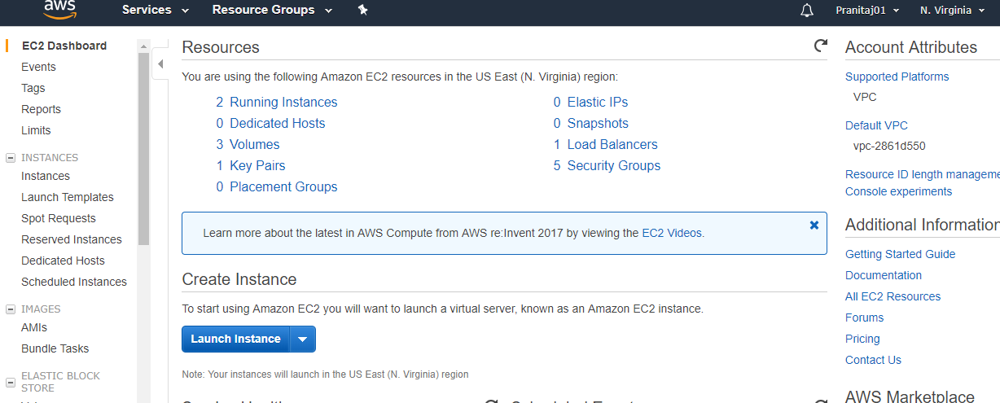 aws
Services
Resource Groups
Pranitaj01
N. Virginia
EC2 Dashboard
Events
Tags
Reports
Limits
INSTANCES
Instances
Launch Templates
Spot Requests
Reserved Instances
Dedicated Hosts
Scheduled Instances
IMAGES
AMIs
Bundle Tasks
ELASTIC BLOCK
STORE
Resources
You are using the following Amazon EC2 resources in the US East (N. Virginia) region:
2 Running Instances
0 Elastic IPs
0 Dedicated Hosts
0 Snapshots
3 Volumes
1 Load Balancers
1 Key Pairs
5 Security Groups
0 Placement Groups
Learn more about the latest in AWS Compute from AWS re:Invent 2017 by viewing the EC2 Videos.
Create Instance
To start using Amazon EC2 you will want to launch a virtual server, known as an Amazon EC2 instance.
Launch Instance
Note: Your instances will launch in the US East (N. Virginia) region
Account Attributes
Supported Platforms
VPC
Default VPC
vpc-2861d550
Resource ID length manageme
Console experiments
Additional Information
Getting Started Guide
Documentation
All EC2 Resources
Forums
Pricing
Contact Us
AWS Marketplace